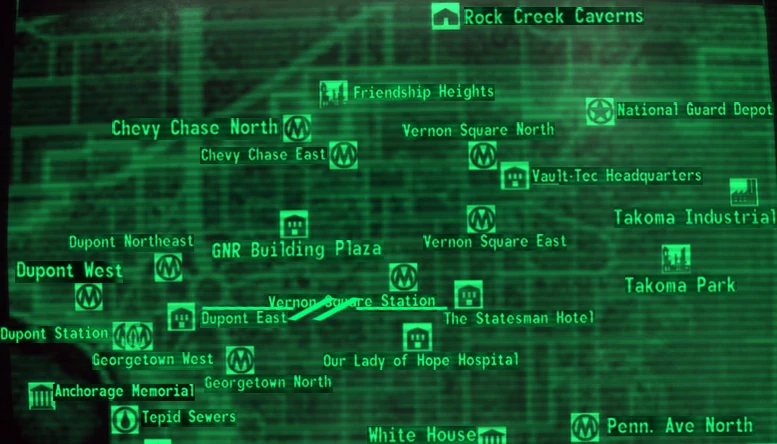 Rock Creek Caverns
Friendship Heights
National Guard Depot
Chevy Chase North
Vernon Square North
Chevy Chase East
Vault-Tec Headquarters
Takoma Industrial
Dupont Northeast
GNR Building Plaza
Vernon Square East
Dupont West
Takoma Park
Vernon Square Station
Dupont East
The Statesman Hotel
Dupont Station
Georgetown West
Our Lady of Hope Hospital
Georgetown North
Anchorage Memorial
Tepid Sewers
White House
Penn. Ave North